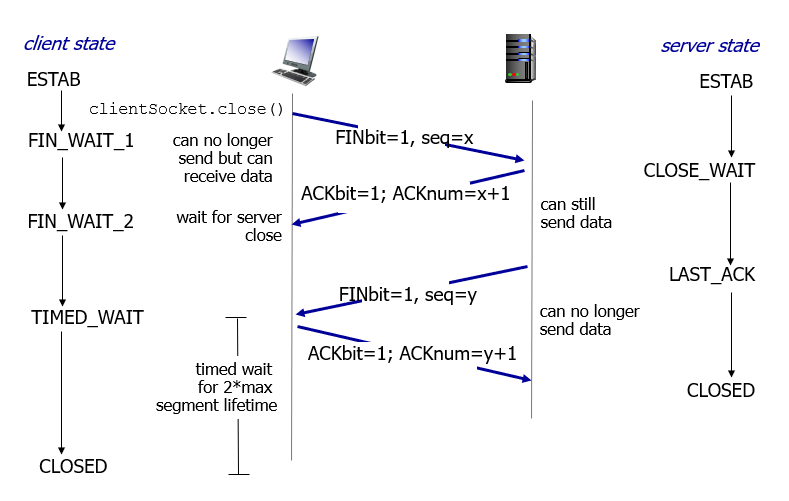 client state
server state
ESTAB
ESTAB
clientSocket.close()
FINbit=1, seq=x
FIN_WAIT_1
can no longer
send but can
receive data
CLOSE_WAIT
ACKbit=1; ACKnum=x+1
can still
send data
FIN_WAIT_2
wait for server
close
LAST_ACK
FINbit=1, seq=y
can no longer
send data
TIMED_WAIT
ACKbit=1; ACKnum=y+1
timed wait
for 2*max
segment lifetime
CLOSED
CLOSED